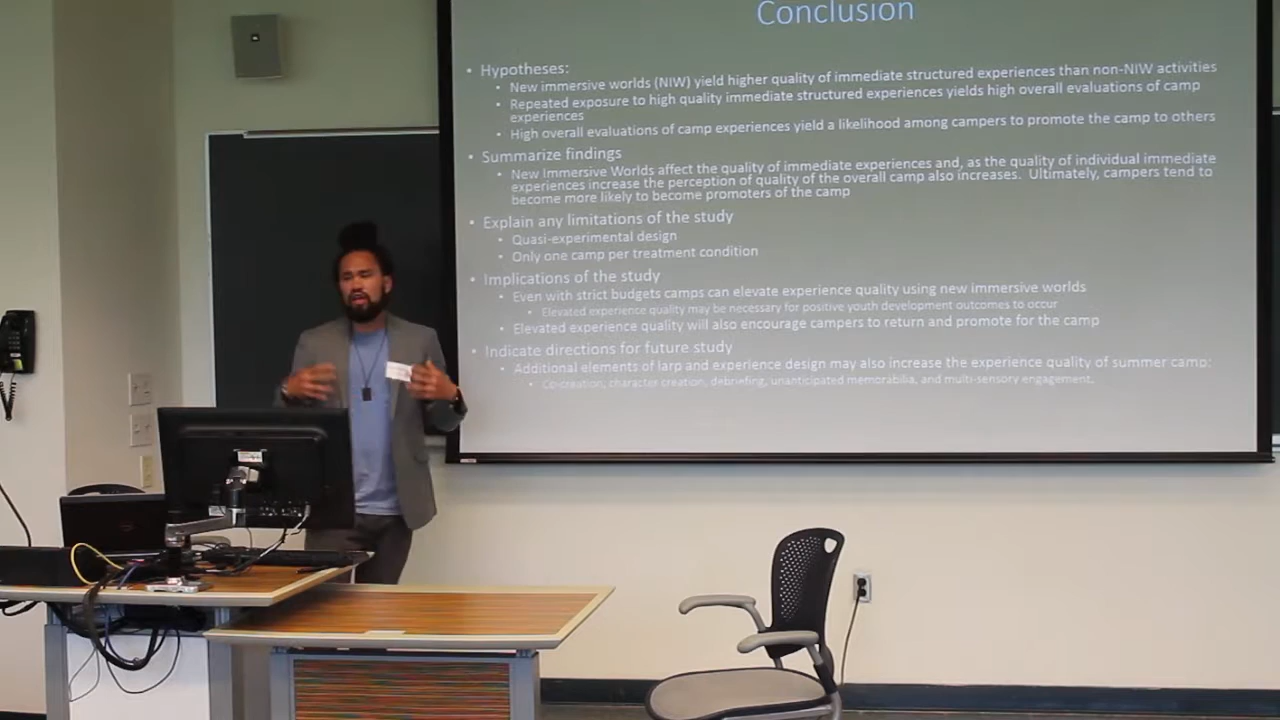 Conclusion
• Hypotheses:
• New immersive worlds (NIW) yield higher quality of immediate structured experiences than non-NIW activities
• Repeated exposure to high quality immediate structured experiences yields high overall evaluations of camp
experiences
• High overall evaluations of camp experiences yield a likelihood among campers to promote the camp to others
• Summarize findings
• New Immersive Worlds affect the quality of immediate experiences and, as the quality of individual immediate
experiences increase the perception of quality of the overall camp also increases. Ultimately, campers tend to
become more likely to become promoters of the camp
• Explain any limitations of the study
• Quasi-experimental design
• Only one camp per treatment condition
• Implications of the study
• Even with strict budgets camps can elevate experience quality using new immersive worlds
• Elevated experience quality may be necessary for positive youth development outcomes to occur
• Elevated experience quality will also encourage campers to return and promote for the camp
• Indicate directions for future study
• Additional elements of larp and experience design may also increase the experience quality of summer camp:
• Co-creation, character creation, debriefing, unanticipated memorabilia, and multi-sensory engagement.